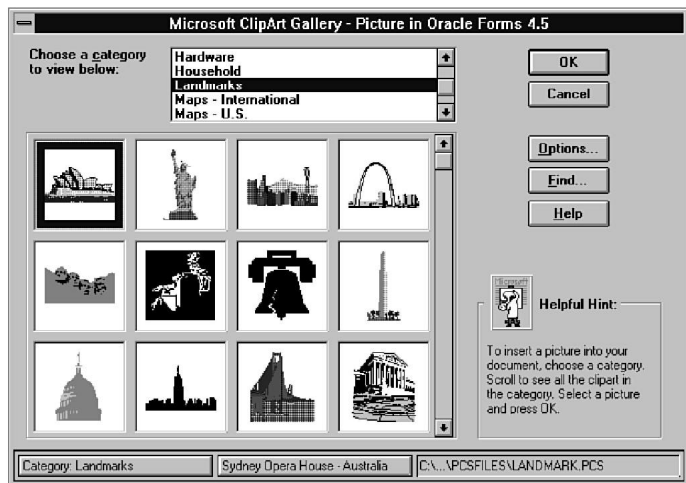 Microsoft ClipArt Gallery - Picture in Oracle Forms 4.5
Choose a category
to view below:
Hardware
Household
Landmarks
Maps - International
Maps - U.S.
OK
Cancel
Options...
Find...
Help
Microsoft
Helpful Hint:
To insert a picture into your
document, choose a category.
Scroll to see all the clipart in
the category. Select a picture
and press OK.
Category: Landmarks
Sydney Opera House - Australia
C:\...\PCSFILES\LANDMARK.PCS